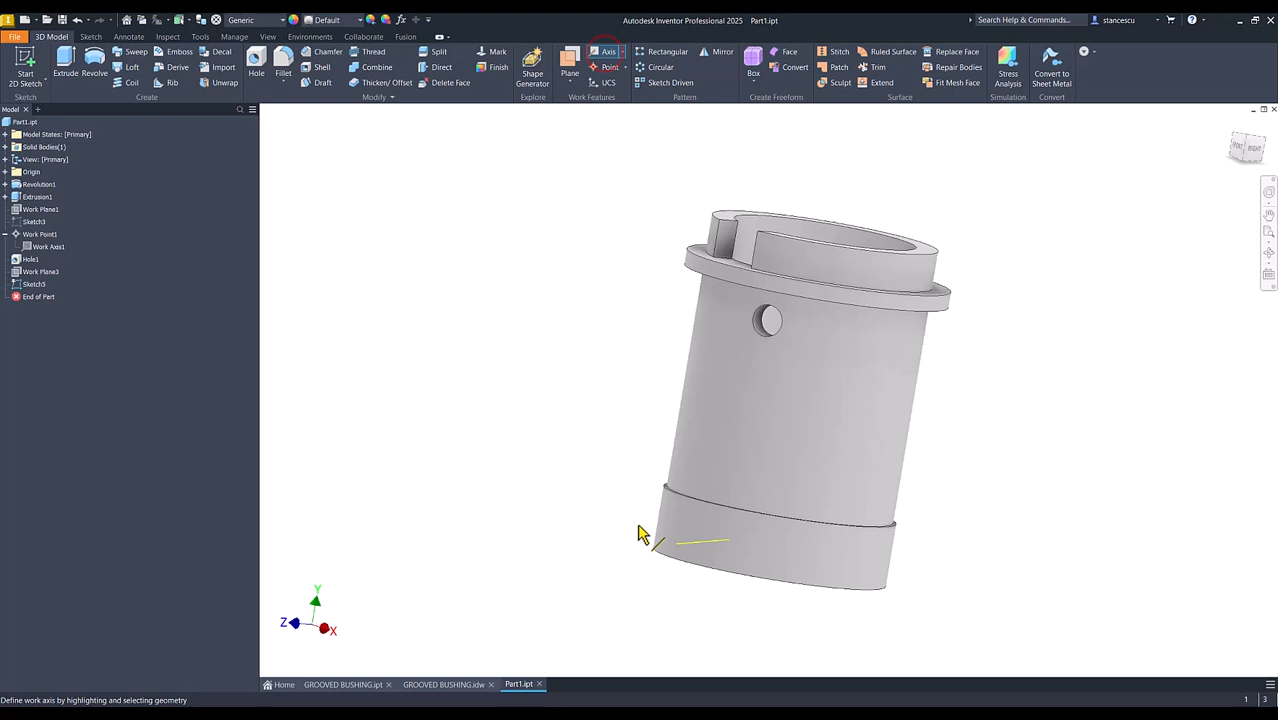 Generic Default fx Autodesk Inventor Professional 2025 Part1.ipt Search Help & Commands... stancescu
File 3D Model Sketch Annotate Inspect Tools Manage View Environments Collaborate Fusion
Start 2D Sketch Extrude Revolve Sweep Emboss Decal Hole Fillet Chamfer Thread Split Mark Shape Generator Plane Axis Rectangular Mirror Box Face Stitch Ruled Surface Replace Face Stress Analysis Convert to Sheet Metal
Loft Derive Import Shell Combine Direct Finish Point Circular Convert Patch Trim Repair Bodies
Coil Rib Unwrap Draft Thicken/ Offset Delete Face UCS Sketch Driven Sculpt Extend Fit Mesh Face
Sketch Create Modify Explore Work Features Pattern Create Freeform Surface Simulation Convert
Model
Part1.ipt
Model States: [Primary]
Solid Bodies(1)
View: [Primary]
Origin
Revolution1
Extrusion1
Work Plane1
Sketch3
Work Point1
Work Axis1
Hole1
Work Plane3
Sketch5
End of Part
FRONT RIGHT
Y
Z
X
Home GROOVED BUSHING.ipt GROOVED BUSHING.idw Part1.ipt
Define work axis by highlighting and selecting geometry 1 3